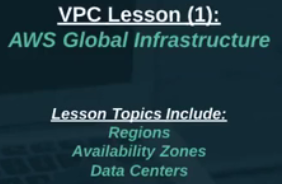 VPC Lesson (1):
AWS Global Infrastructure
Lesson Topics Include:
Regions
Availability Zones
Data Centers